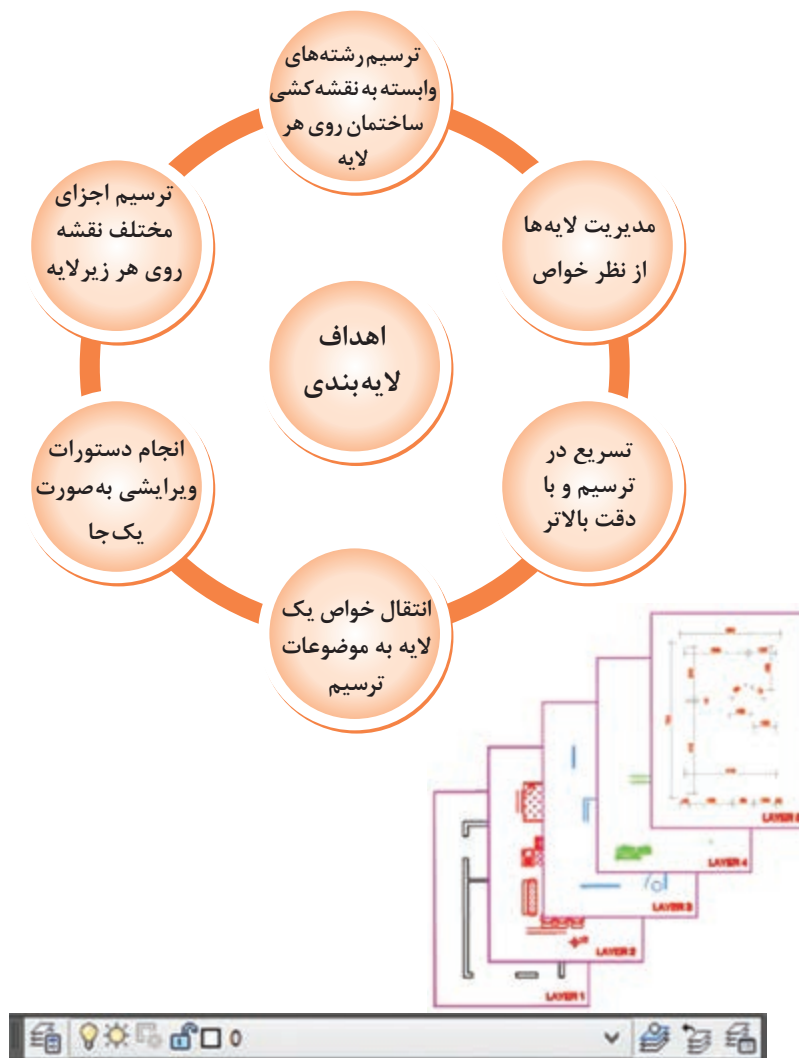 ترسیم رشته‌های
وابسته به نقشه کشی
ساختمان روی هر
لایه
مدیریت لایه‌ها
از نظر خواص
تسریع در
ترسیم و با
دقت بالاتر
انتقال خواص یک
لایه به موضوعات
ترسیم
انجام دستورات
ویرایشی به‌صورت
یک‌جا
ترسیم اجزای
مختلف نقشه
روی هر زیرلایه
اهداف
لایه‌بندی
LAYER 5
LAYER 4
LAYER 3
LAYER 2
LAYER 1
0